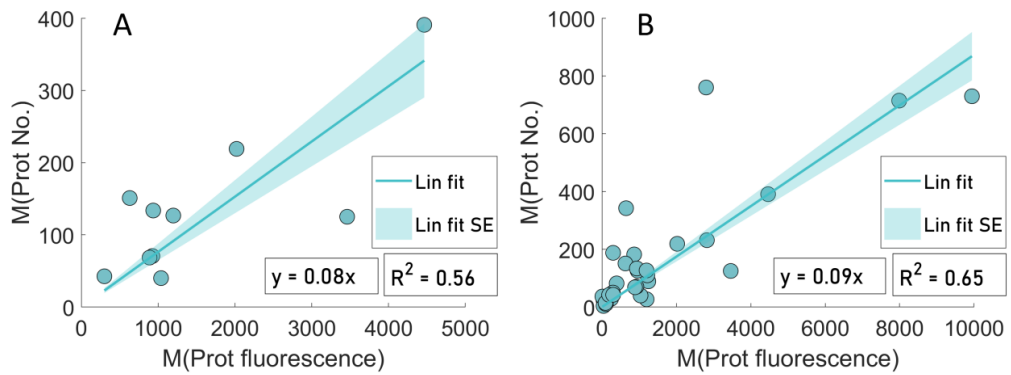 A
400
300
200
100
0
M(Prot No.)
0
1000
2000
3000
4000
5000
M(Prot fluorescence)
Lin fit
Lin fit SE
y = 0.08x
R² = 0.56
B
1000
800
600
400
200
0
M(Prot No.)
0
2000
4000
6000
8000
10000
M(Prot fluorescence)
Lin fit
Lin fit SE
y = 0.09x
R² = 0.65